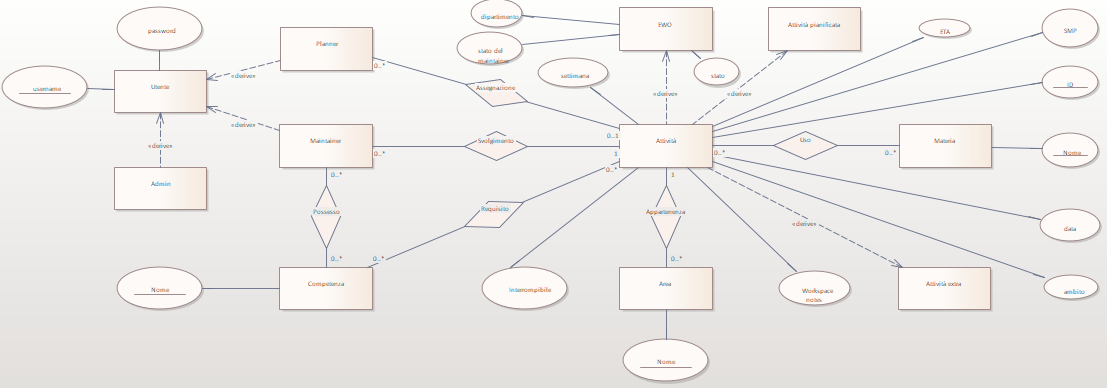 dipartimento
EWO
Attività pianificata
ETA
SMP
password
Planner
stato del
maintainer
0..*
settimana
stato
«derive»
username
Utente
Assegnazione
«derive»
«derive»
ID
«derive»
0..1
Maintainer
Svolgimento
Attività
Uso
Materia
«derive»
0..*
1
0..*
0..*
Nome
0..*
0..*
1
Admin
Possesso
Requisito
Appartenenza
«derive»
data
0..*
0..*
0..*
Nome
Competenza
Interrompibile
Area
Workspace
notes
Attività extra
ambito
Nome